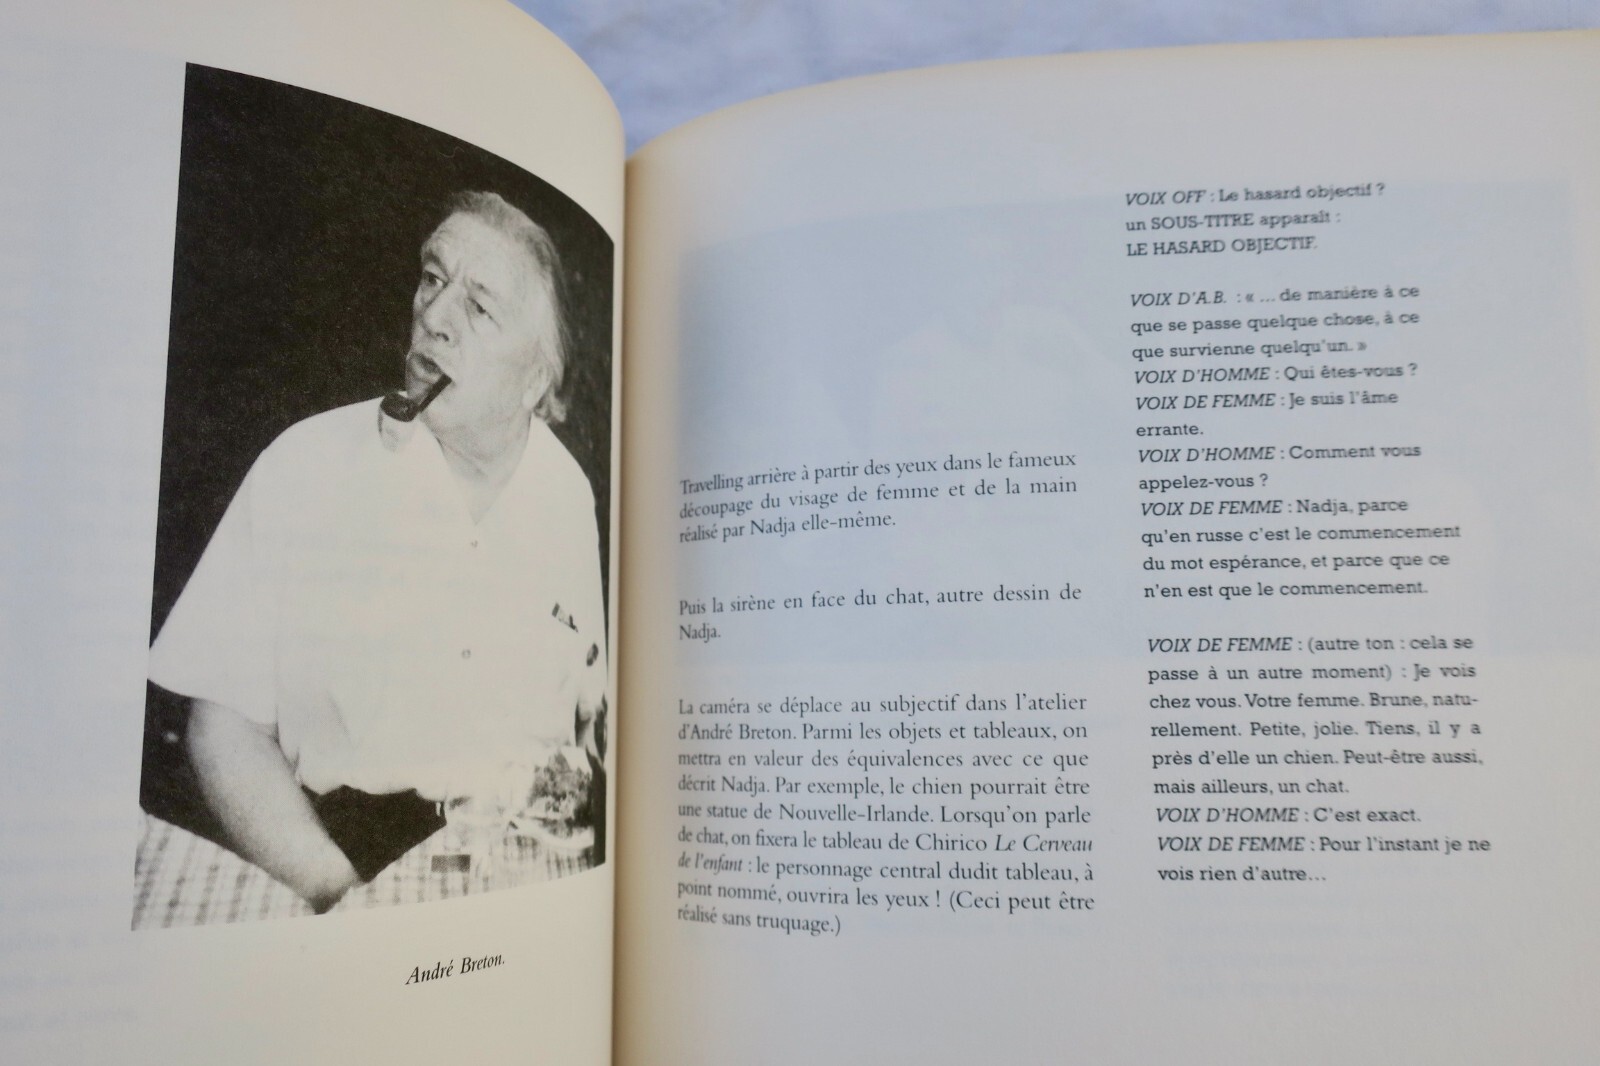 André Breton.
Travelling arrière à partir des yeux dans le fameux
découpage du visage de femme et de la main
réalisé par Nadja elle-même.
Puis la sirène en face du chat, autre dessin de
Nadja.
La caméra se déplace au subjectif dans l'atelier
d'André Breton. Parmi les objets et tableaux, on
mettra en valeur des équivalences avec ce que
décrit Nadja. Par exemple, le chien pourrait être
une statue de Nouvelle-Irlande. Lorsqu'on parle
de chat, on fixera le tableau de Chirico Le Cerveau
de l'enfant : le personnage central dudit tableau, à
point nommé, ouvrira les yeux ! (Ceci peut être
réalisé sans truquage.)
VOIX OFF : Le hasard objectif ?
un SOUS-TITRE apparaît :
LE HASARD OBJECTIF.
VOIX D'A.B. : « ... de manière à ce
que se passe quelque chose, à ce
que survienne quelqu'un. »
VOIX D'HOMME : Qui êtes-vous ?
VOIX DE FEMME : Je suis l'âme
errante.
VOIX D'HOMME : Comment vous
appelez-vous ?
VOIX DE FEMME : Nadja, parce
qu'en russe c'est le commencement
du mot espérance, et parce que ce
n'en est que le commencement.
VOIX DE FEMME : (autre ton : cela se
passe à un autre moment) : Je vois
chez vous. Votre femme. Brune, natu-
rellement. Petite, jolie. Tiens, il y a
près d'elle un chien. Peut-être aussi,
mais ailleurs, un chat.
VOIX D'HOMME : C'est exact.
VOIX DE FEMME : Pour l'instant je ne
vois rien d'autre...